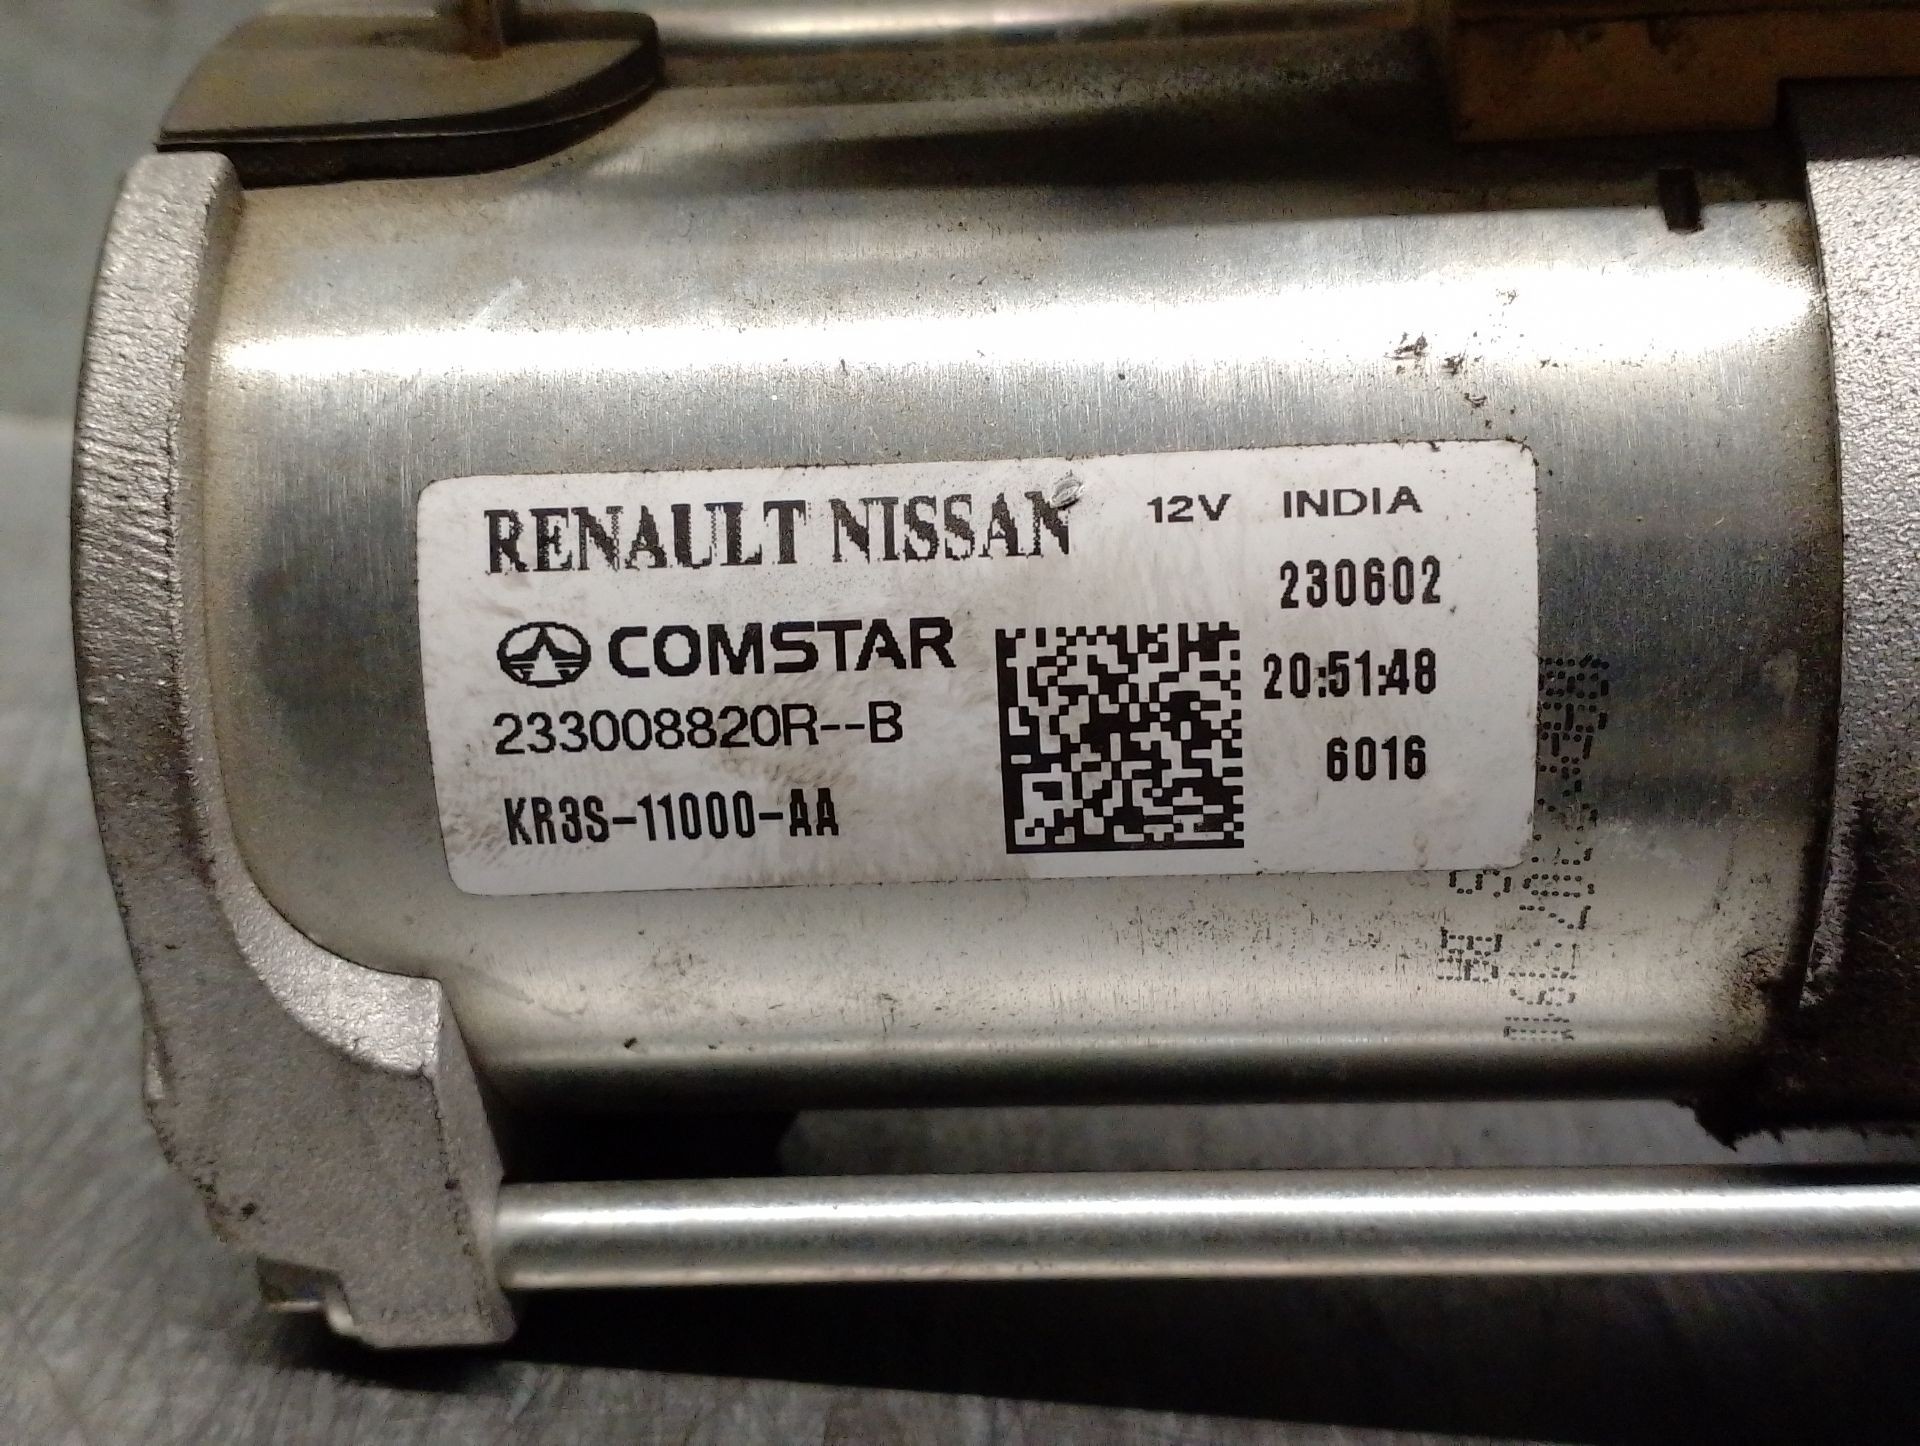 RENAULT NISSAN 12V INDIA
230602
COMSTAR
20:51:48
233008820R--B
6016
KR3S-11000-AA